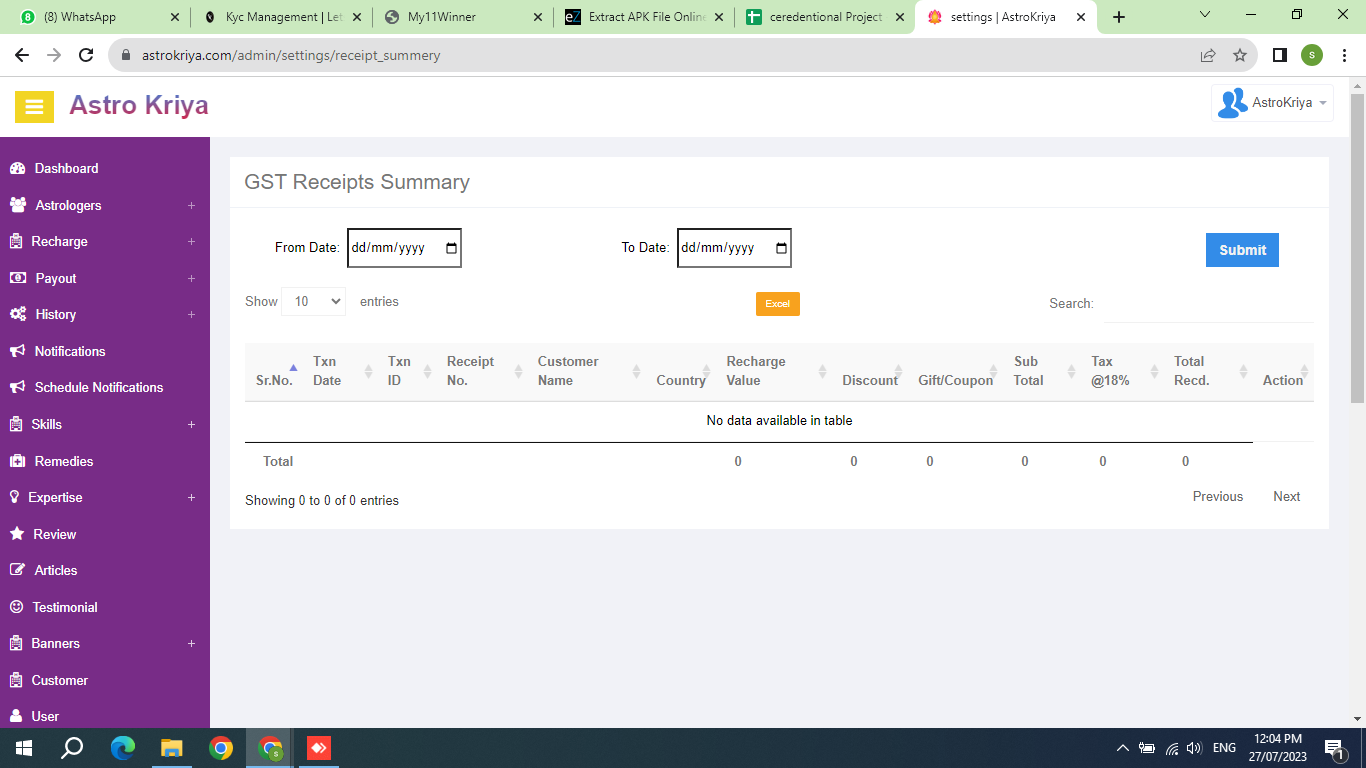 (8) WhatsApp
Kyc Management | Let
My11Winner
Extract APK File Online
ceredentional Project
settings | AstroKriya
astrokriya.com/admin/settings/receipt_summery
S
Astro Kriya
AstroKriya
Dashboard
Astrologers +
Recharge +
Payout +
History +
Notifications
Schedule Notifications
Skills +
Remedies
Expertise +
Review
Articles
Testimonial
Banners +
Customer
User
GST Receipts Summary
From Date: dd/mm/yyyy To Date: dd/mm/yyyy Submit
Show 10 entries Excel Search:
Sr.No. Txn Date Txn ID Receipt No. Customer Name Country Recharge Value Discount Gift/Coupon Sub Total Tax @18% Total Recd. Action
No data available in table
Total 0 0 0 0 0 0
Showing 0 to 0 of 0 entries Previous Next
ENG
12:04 PM
27/07/2023
1